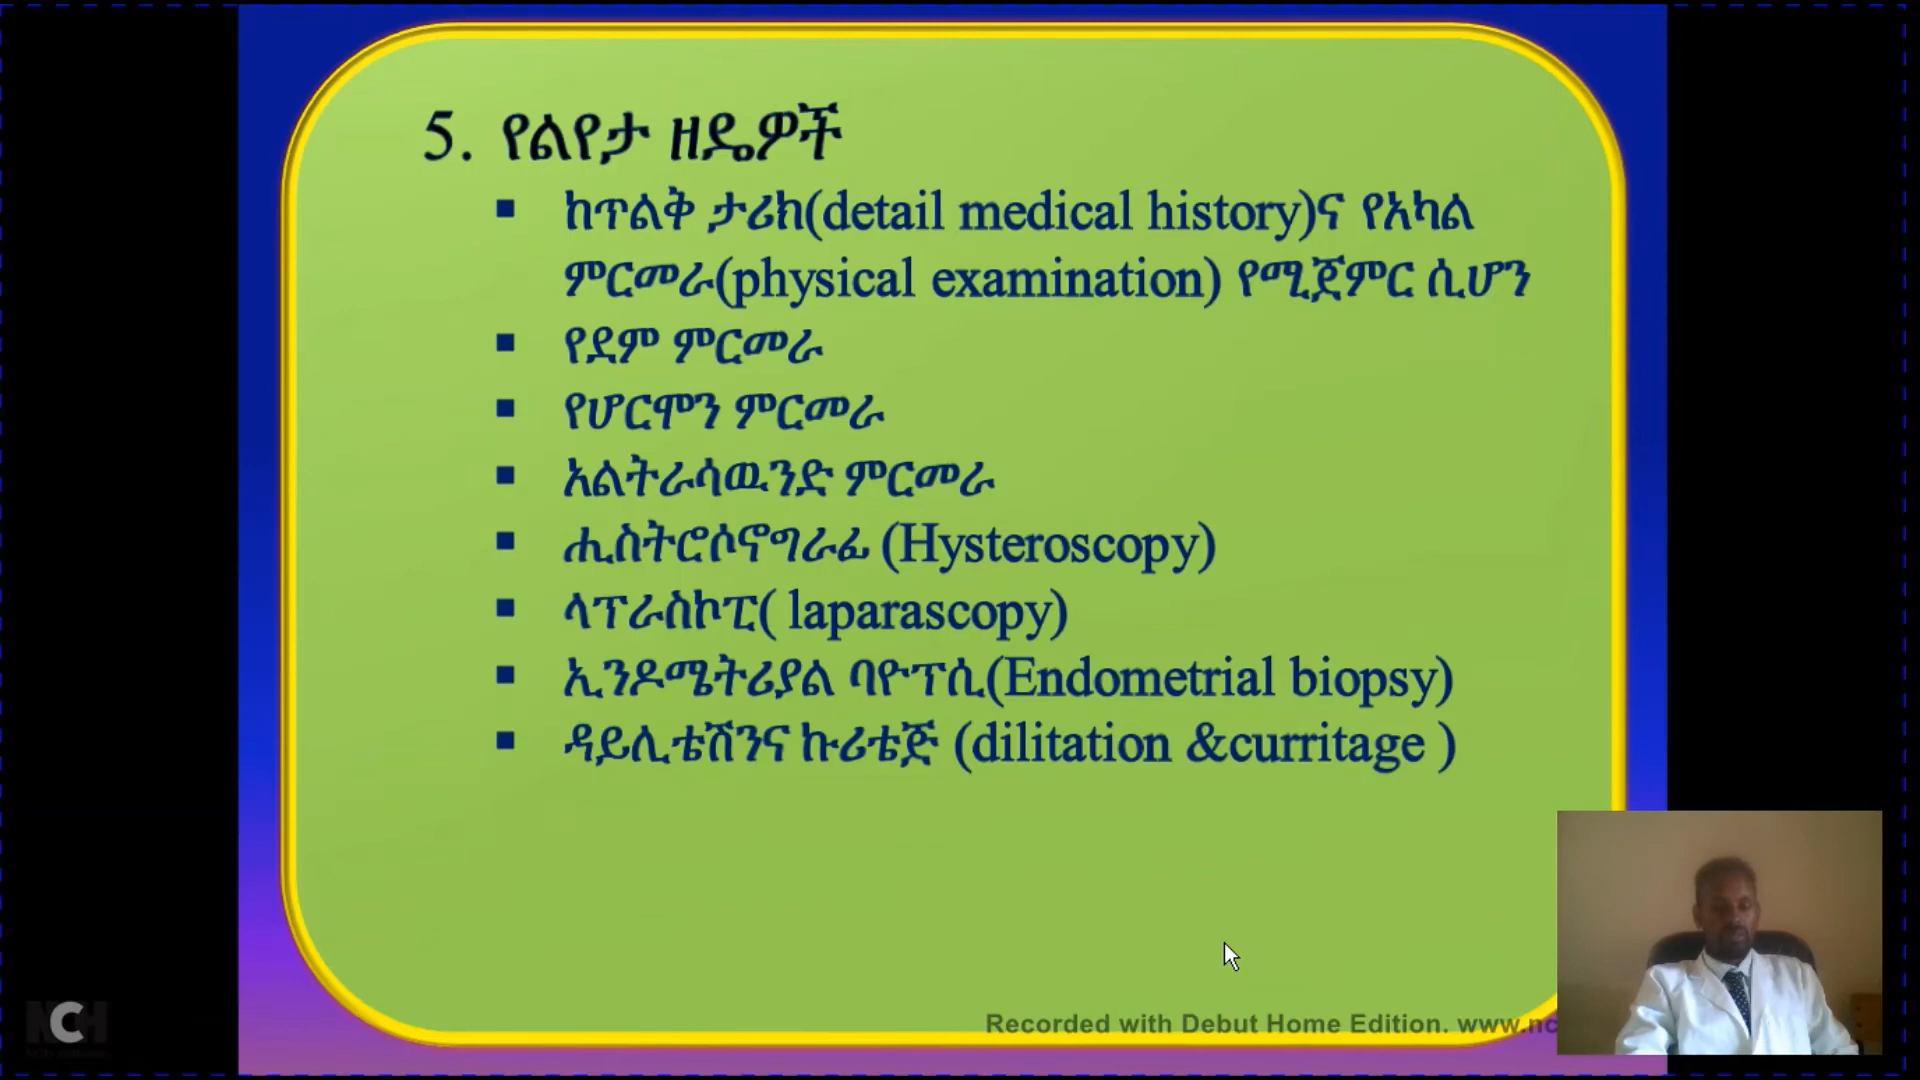 5. የልየታ ዘዴዎች
▪ ከጥልቅ ታሪክ(detail medical history)ና የአካል
ምርመራ(physical examination) የሚጀምር ሲሆን
▪ የደም ምርመራ
▪ የሆርሞን ምርመራ
▪ አልትራሳዉንድ ምርመራ
▪ ሒስትሮሶኖግራፊ (Hysteroscopy)
▪ ላፕራስኮፒ( laparascopy)
▪ ኢንዶሜትሪያል ባዮፕሲ(Endometrial biopsy)
▪ ዳይሊቴሽንና ኩሪቴጅ (dilitation &curritage )
Recorded with Debut Home Edition. www.nc
NCH